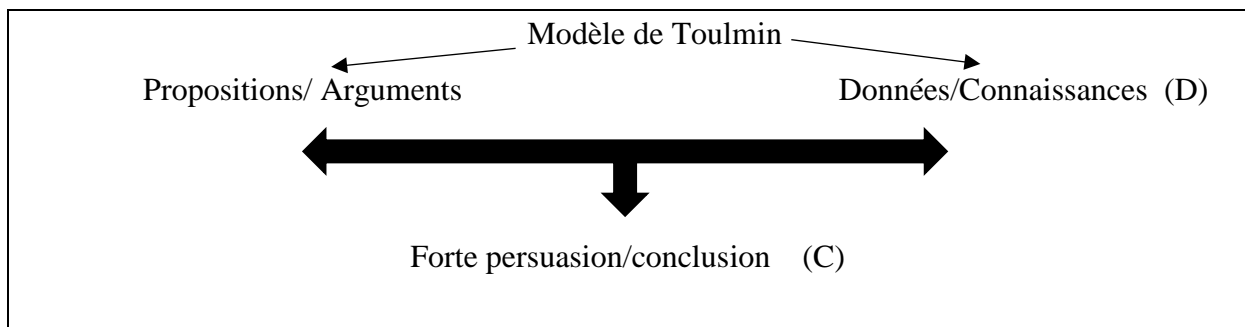 Modèle de Toulmin
Propositions/ Arguments Données/Connaissances (D)
Forte persuasion/conclusion (C)